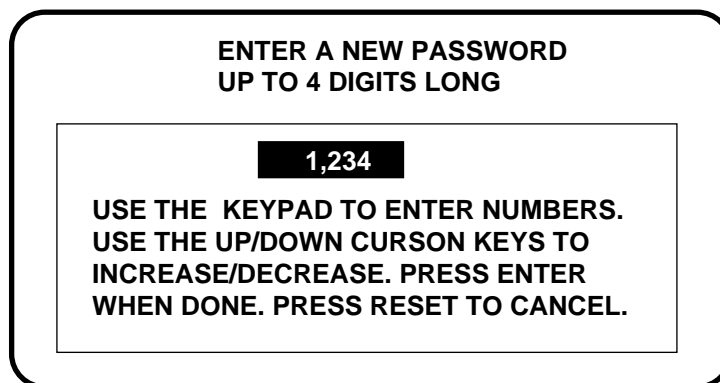 ENTER A NEW PASSWORD
UP TO 4 DIGITS LONG
1,234
USE THE KEYPAD TO ENTER NUMBERS.
USE THE UP/DOWN CURSON KEYS TO
INCREASE/DECREASE. PRESS ENTER
WHEN DONE. PRESS RESET TO CANCEL.